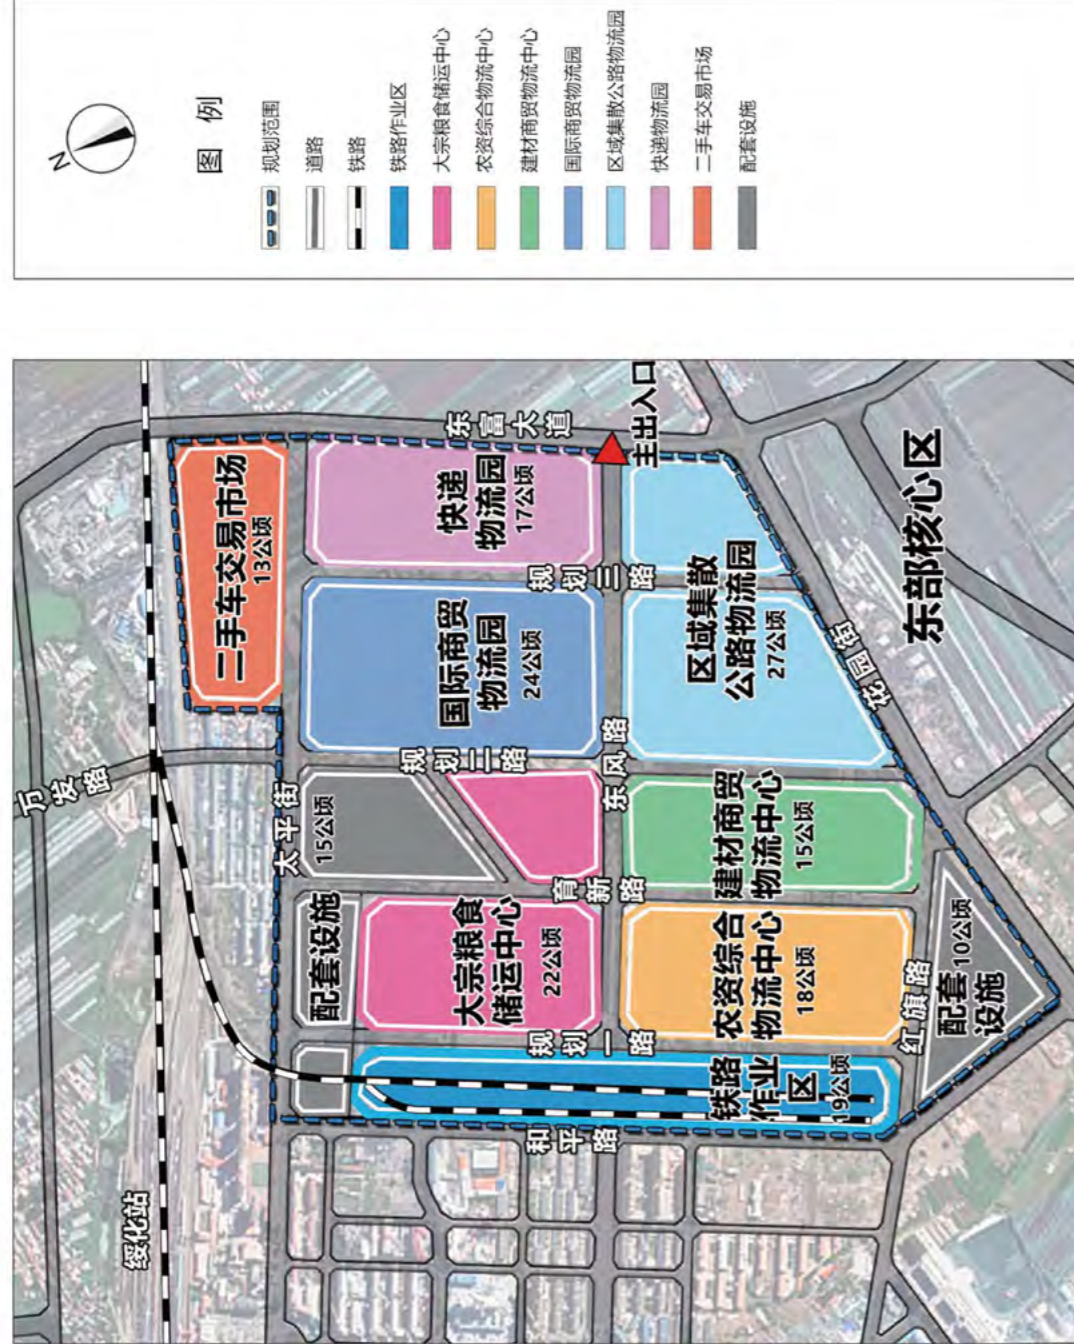 N
图 例
规划范围
道路
铁路
铁路作业区
大宗粮食储运中心
农资综合物流中心
建材商贸物流中心
国际商贸物流园
区域集散公路物流园
快递物流园
二手车交易市场
配套设施
绥化站
万发路
太平街
二手车交易市场
13公顷
东富大道
快递
物流园
17公顷
主出入口
规划三路
国际商贸
物流园
24公顷
区域集散
公路物流园
27公顷
规划二路
东风路
花园街
东部核心区
15公顷
配套设施
育新路
大宗粮食
储运中心
22公顷
建材商贸
物流中心
15公顷
农资综合
物流中心
18公顷
规划一路
红旗路
配套
设施
10公顷
铁路
作业
区
19公顷
和平路